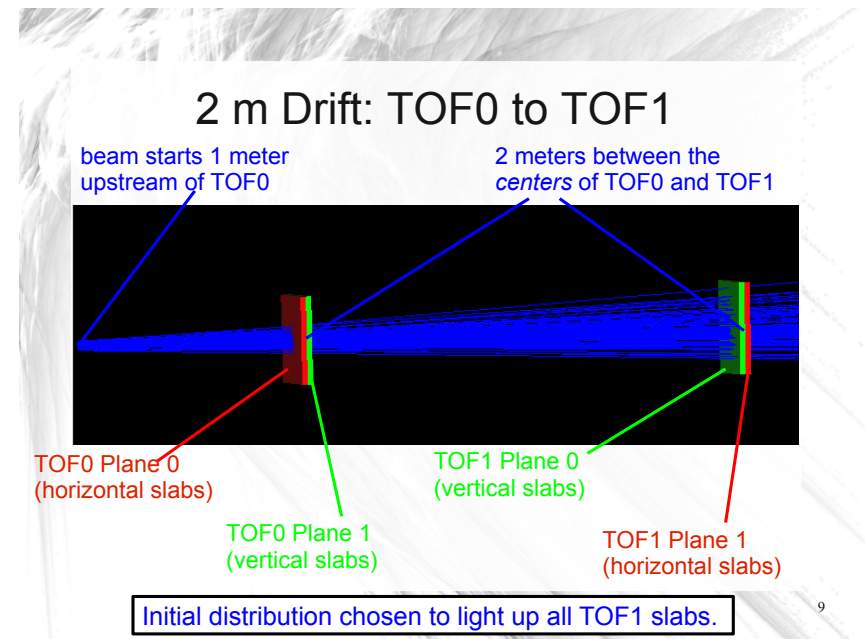 2 m Drift: TOF0 to TOF1
beam starts 1 meter
upstream of TOF0
2 meters between the
centers of TOF0 and TOF1
TOF0 Plane 0
(horizontal slabs)
TOF1 Plane 0
(vertical slabs)
TOF0 Plane 1
(vertical slabs)
TOF1 Plane 1
(horizontal slabs)
Initial distribution chosen to light up all TOF1 slabs.
9